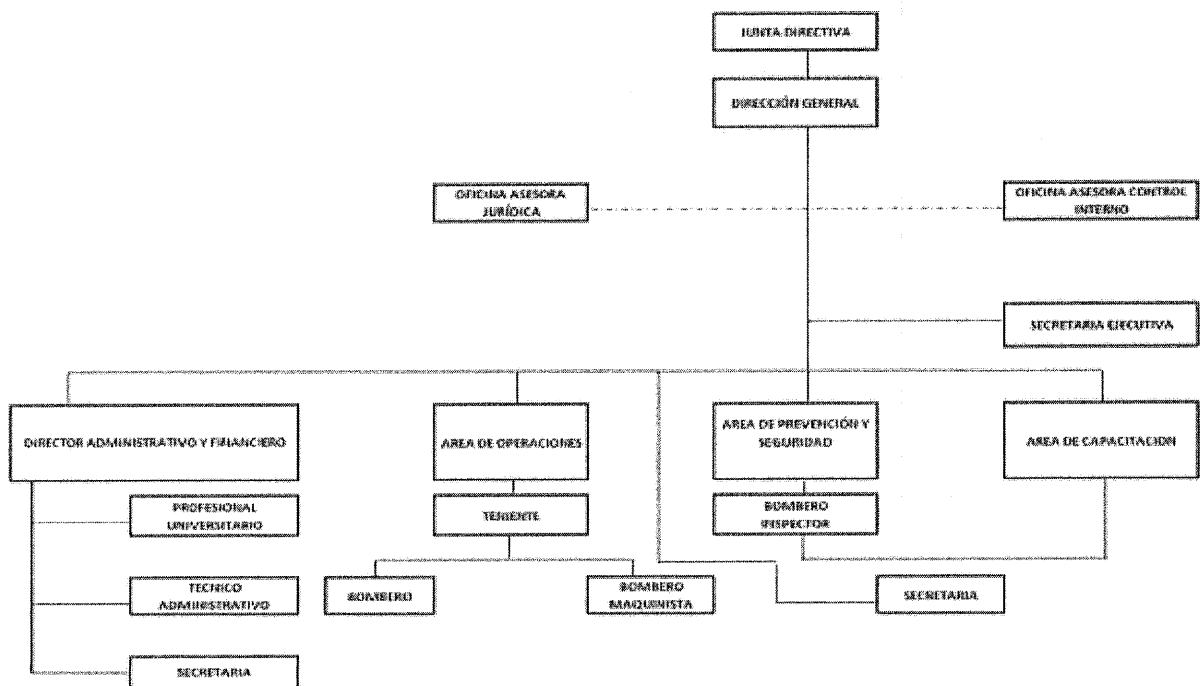 JUNTA DIRECTIVA
DIRECCIÓN GENERAL
OFICINA ASESORA
JURÍDICA
OFICINA ASESORA CONTROL
INTERNO
SECRETARIA EJECUTIVA
DIRECTOR ADMINISTRATIVO Y FINANCIERO
AREA DE OPERACIONES
AREA DE PREVENCIÓN Y
SEGURIDAD
AREA DE CAPACITACION
PROFESIONAL
UNIVERSITARIO
TENIENTE
BOMBERO
INSPECTOR
TECNICO
ADMINISTRATIVO
BOMBERO
BOMBERO
MAQUINISTA
SECRETARIA
SECRETARIA